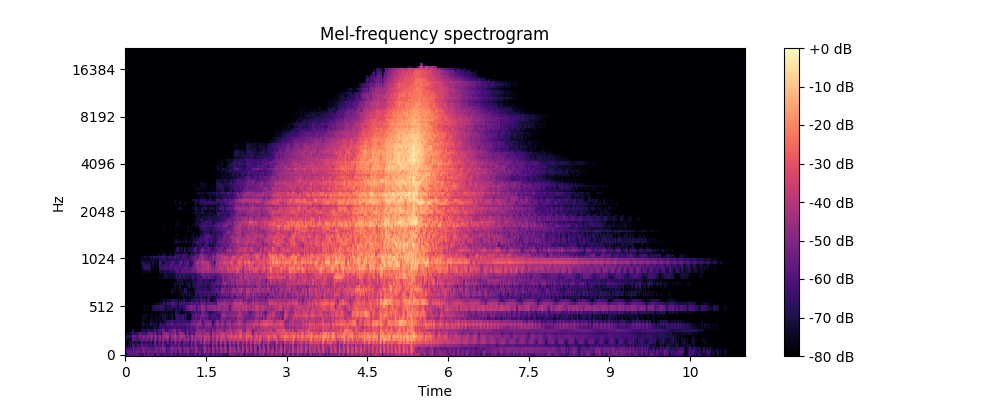 Mel-frequency spectrogram
Hz
16384
8192
4096
2048
1024
512
0
0 1.5 3 4.5 6 7.5 9 10
Time
+0 dB
-10 dB
-20 dB
-30 dB
-40 dB
-50 dB
-60 dB
-70 dB
-80 dB